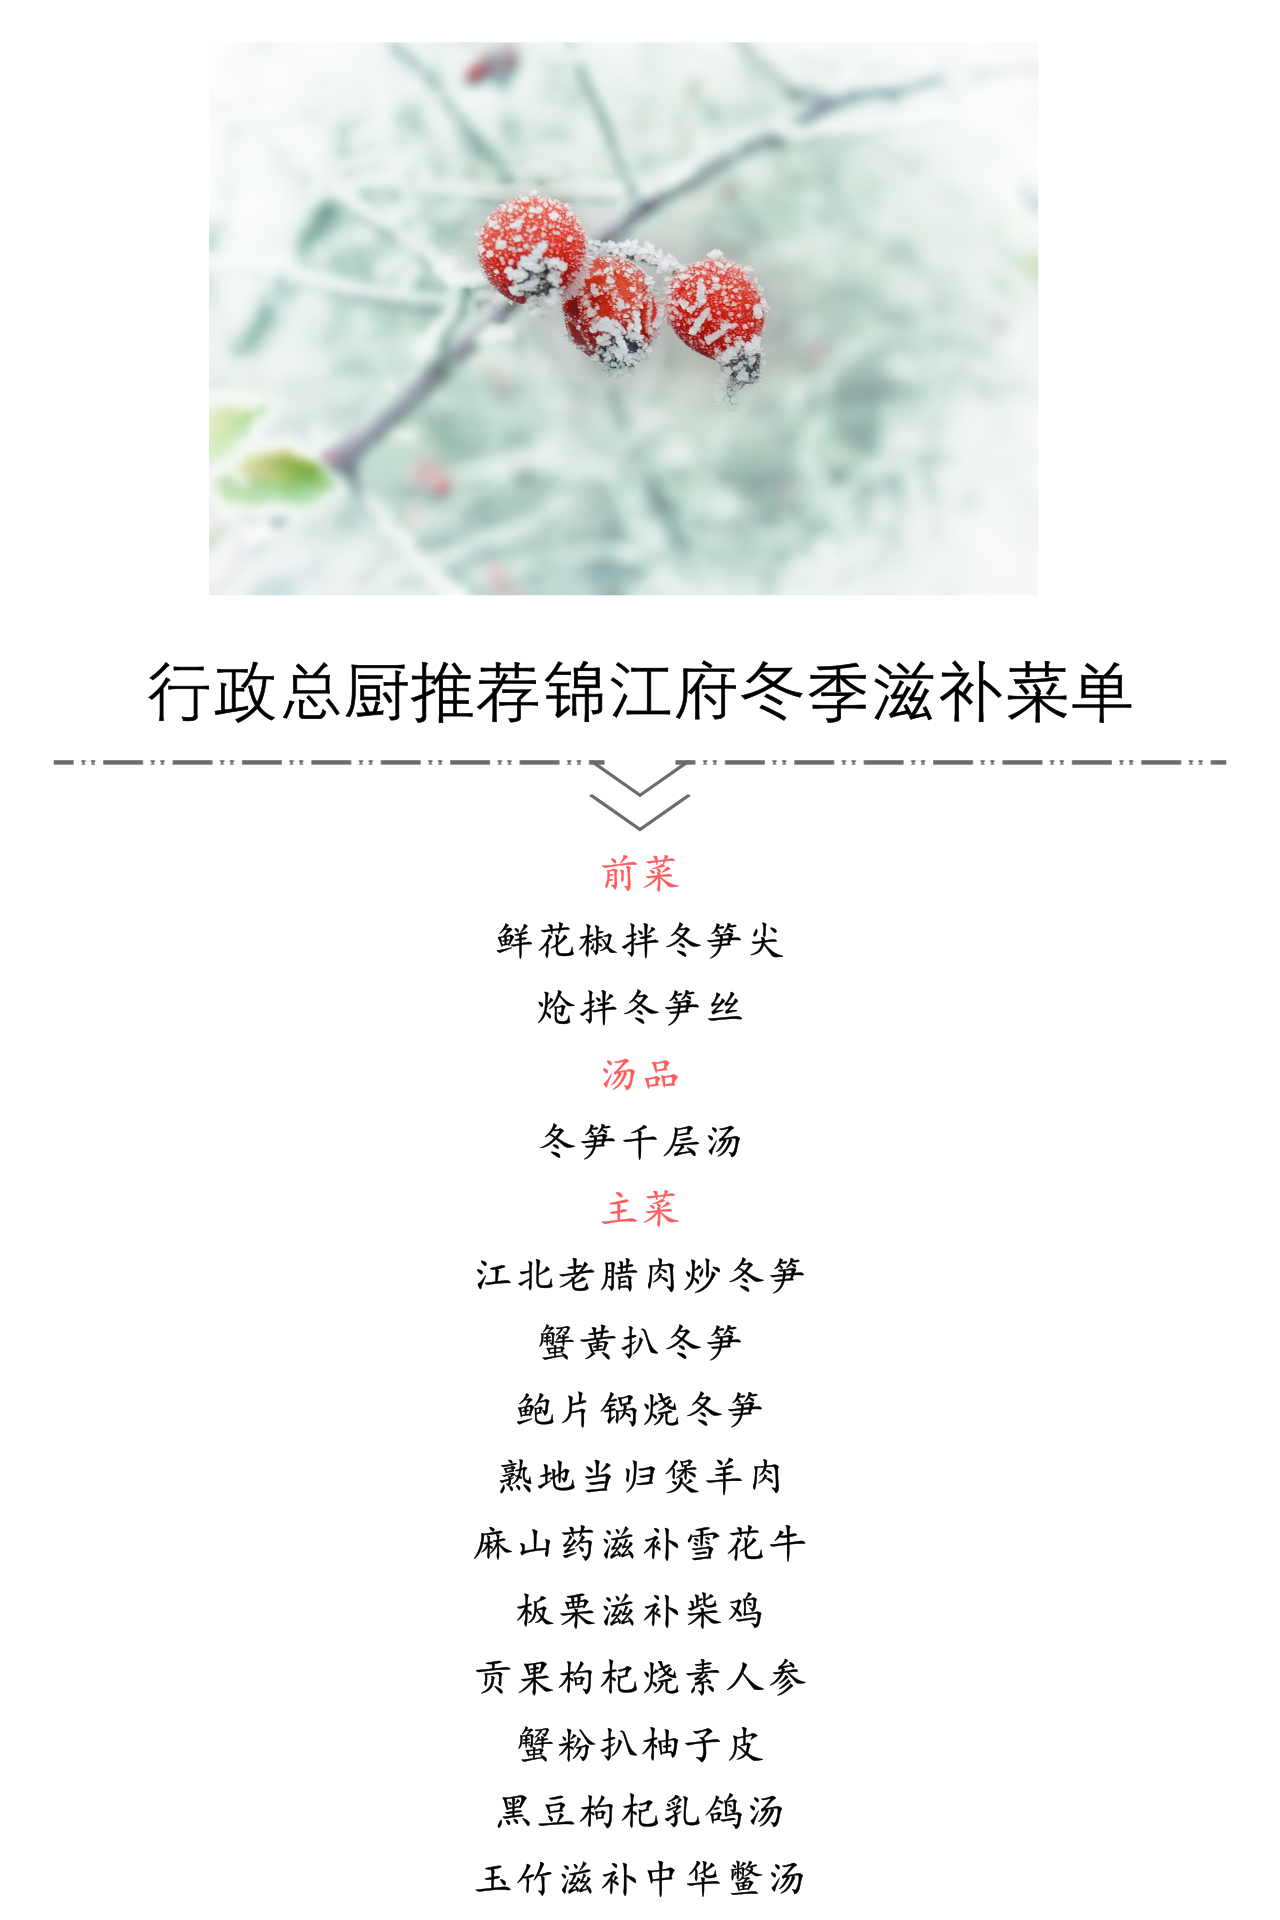 行政总厨推荐锦江府冬季滋补菜单
前菜
鲜花椒拌冬笋尖
炝拌冬笋丝
汤品
冬笋千层汤
主菜
江北老腊肉炒冬笋
蟹黄扒冬笋
鲍片锅烧冬笋
熟地当归煲羊肉
麻山药滋补雪花牛
板栗滋补柴鸡
贡果枸杞烧素人参
蟹粉扒柚子皮
黑豆枸杞乳鸽汤
玉竹滋补中华鳖汤